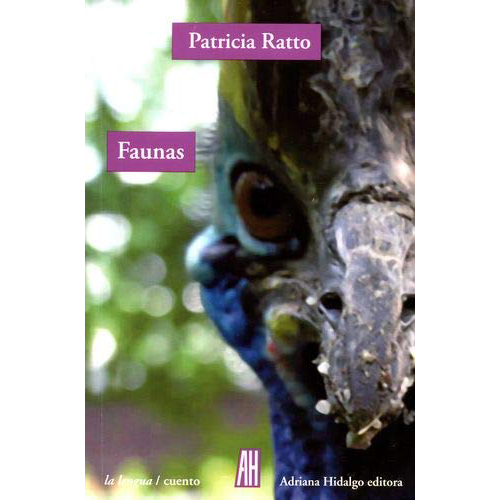 Patricia Ratto
Faunas
la lengua / cuento
AH
Adriana Hidalgo editora